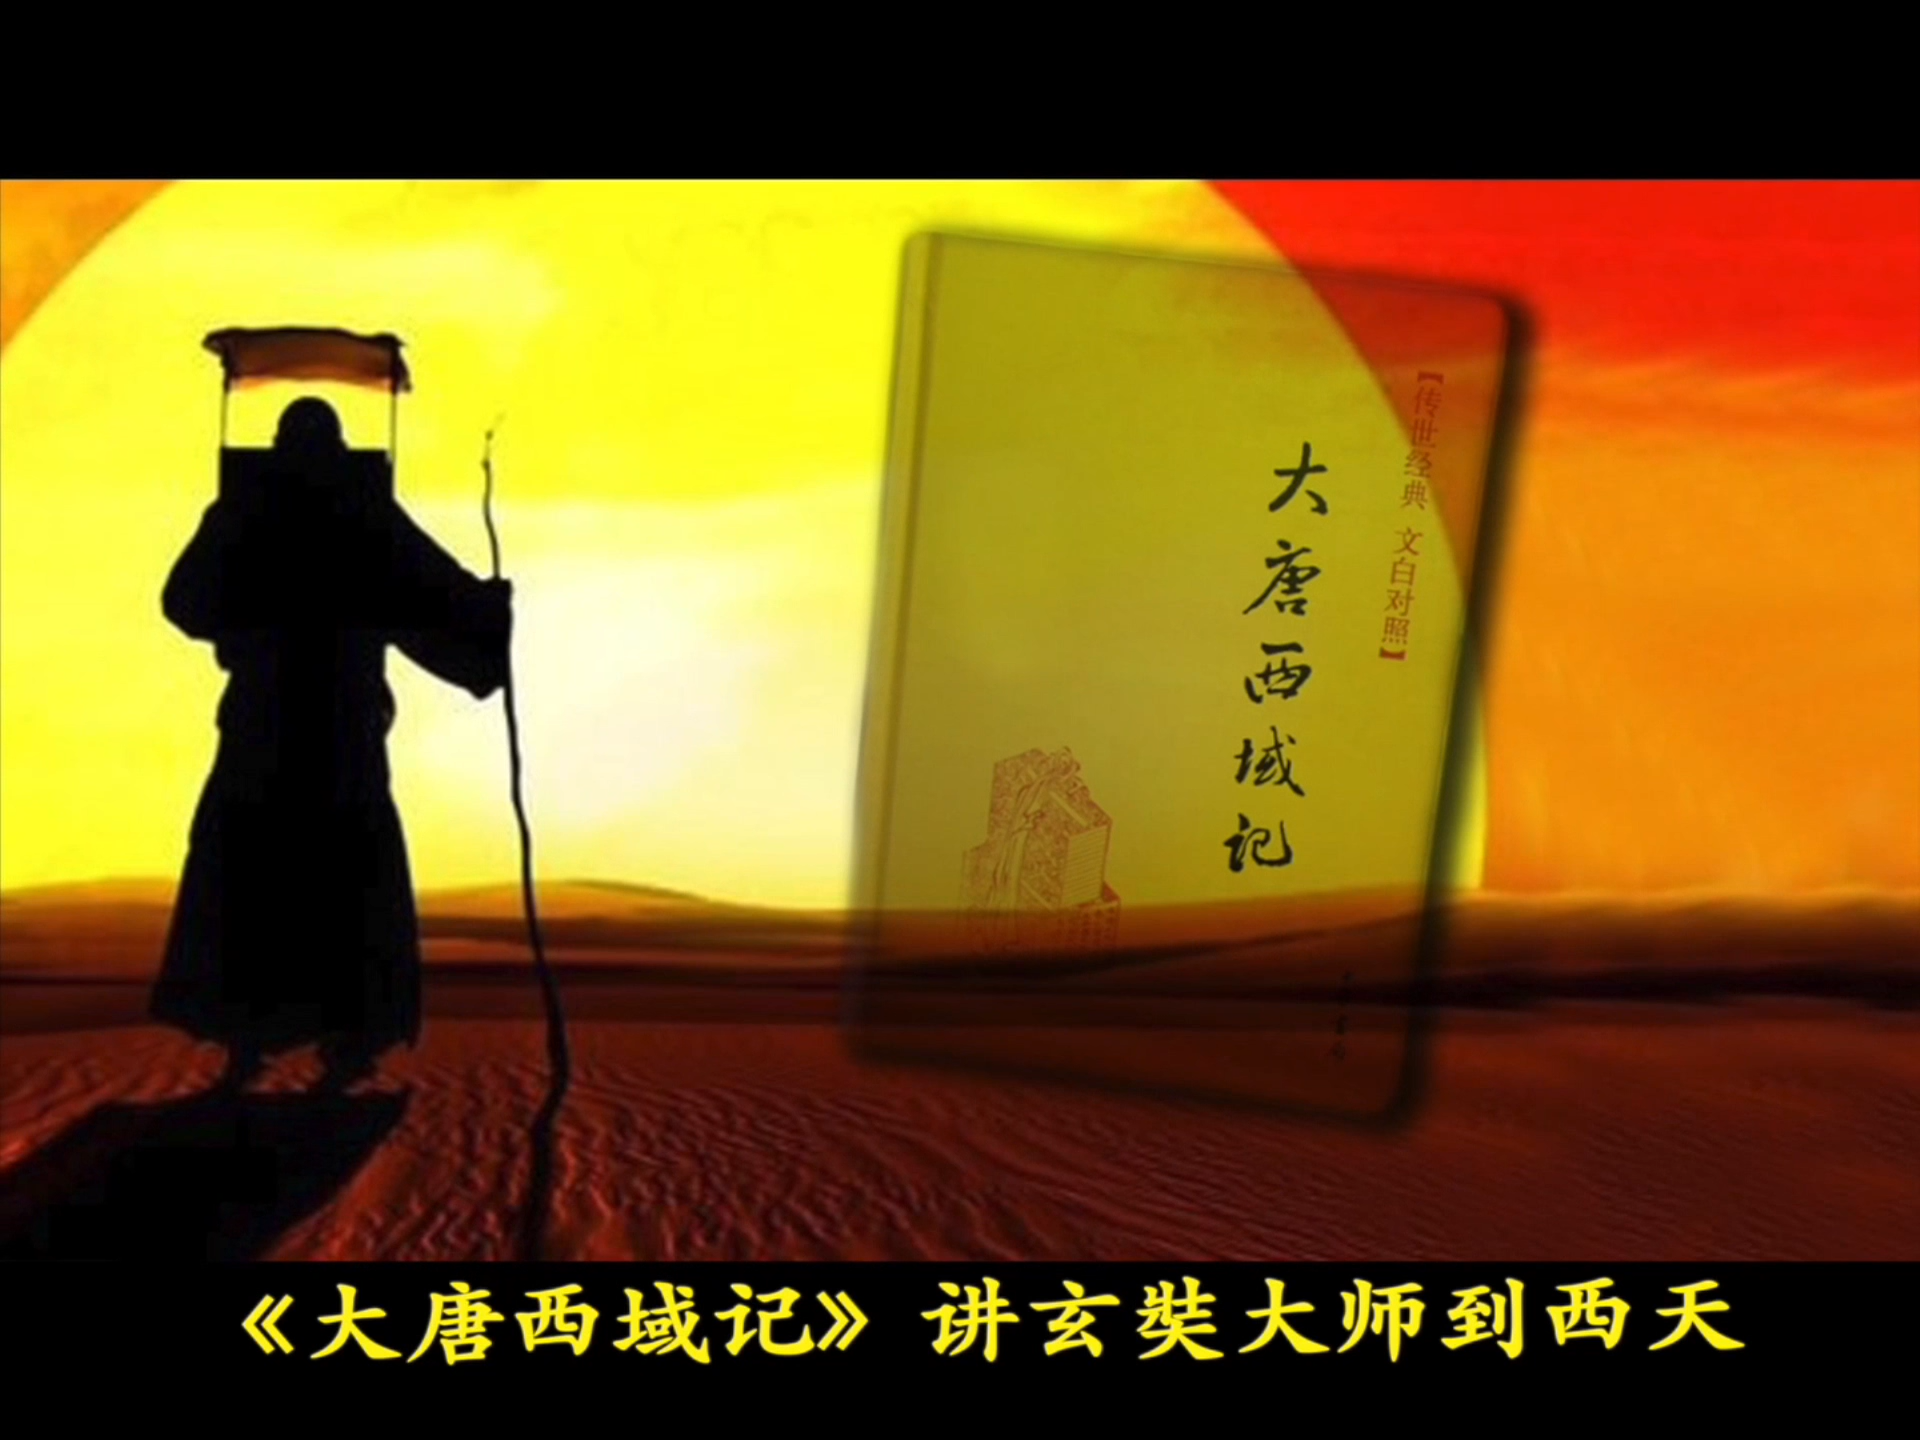 【传世经典 文白对照】
大唐西域记
《大唐西域记》讲玄奘大师到西天